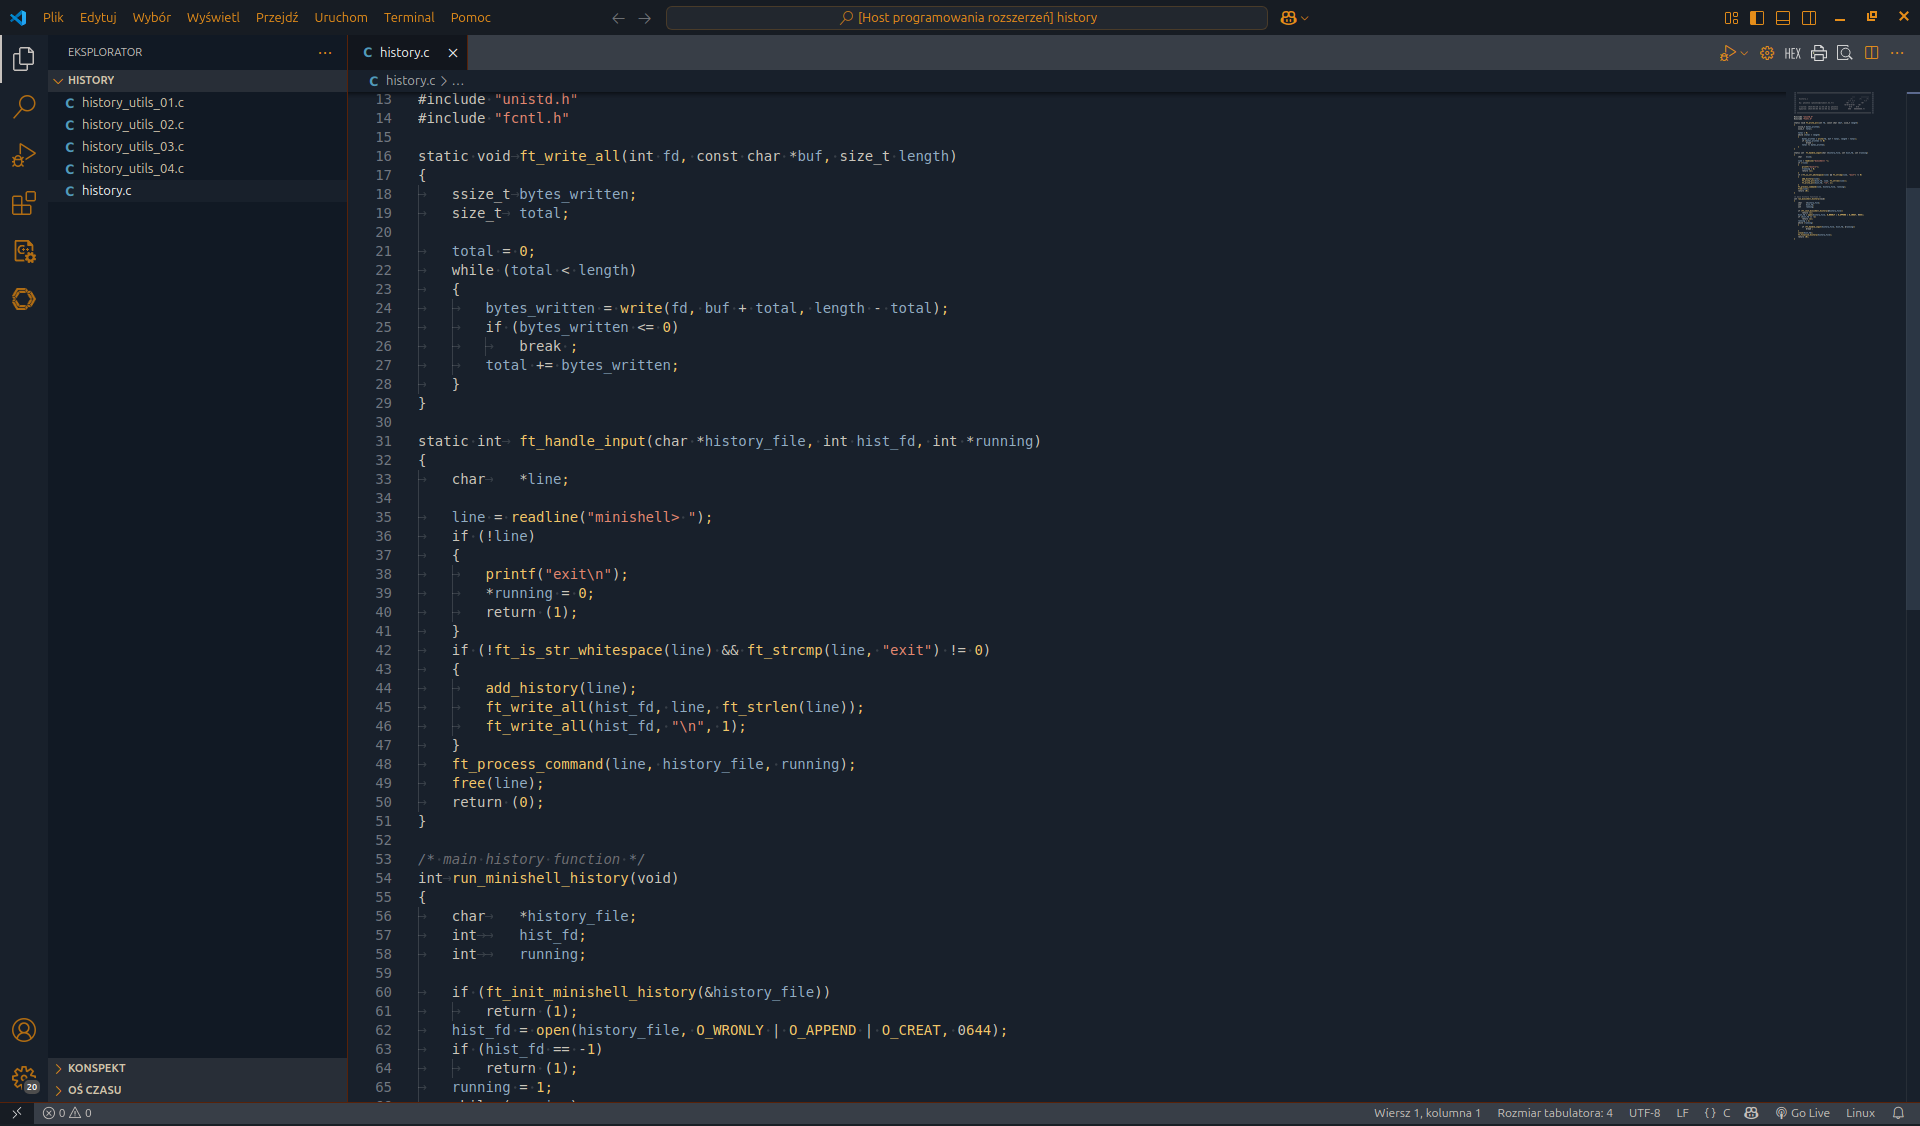 Plik Edytuj Wybór Wyświetl Przejdź Uruchom Terminal Pomoc
[Host programowania rozszerzeń] history
EKSPLORATOR
HISTORY
history_utils_01.c
history_utils_02.c
history_utils_03.c
history_utils_04.c
history.c
KONSPEKT
OŚ CZASU
20
history.c
HEX
history.c > ...
13 #include "unistd.h"
14 #include "fcntl.h"
15
16 static void ft_write_all(int fd, const char *buf, size_t length)
17 {
18 ssize_t bytes_written;
19 size_t total;
20
21 total = 0;
22 while (total < length)
23 {
24 bytes_written = write(fd, buf + total, length - total);
25 if (bytes_written <= 0)
26 break ;
27 total += bytes_written;
28 }
29 }
30
31 static int ft_handle_input(char *history_file, int hist_fd, int *running)
32 {
33 char *line;
34
35 line = readline("minishell> ");
36 if (!line)
37 {
38 printf("exit\n");
39 *running = 0;
40 return (1);
41 }
42 if (!ft_is_str_whitespace(line) && ft_strcmp(line, "exit") != 0)
43 {
44 add_history(line);
45 ft_write_all(hist_fd, line, ft_strlen(line));
46 ft_write_all(hist_fd, "\n", 1);
47 }
48 ft_process_command(line, history_file, running);
49 free(line);
50 return (0);
51 }
52
53 /* main history function */
54 int run_minishell_history(void)
55 {
56 char *history_file;
57 int hist_fd;
58 int running;
59
60 if (ft_init_minishell_history(&history_file))
61 return (1);
62 hist_fd = open(history_file, O_WRONLY | O_APPEND | O_CREAT, 0644);
63 if (hist_fd == -1)
64 return (1);
65 running = 1;
0 0
Wiersz 1, kolumna 1 Rozmiar tabulatora: 4 UTF-8 LF {} C Go Live Linux